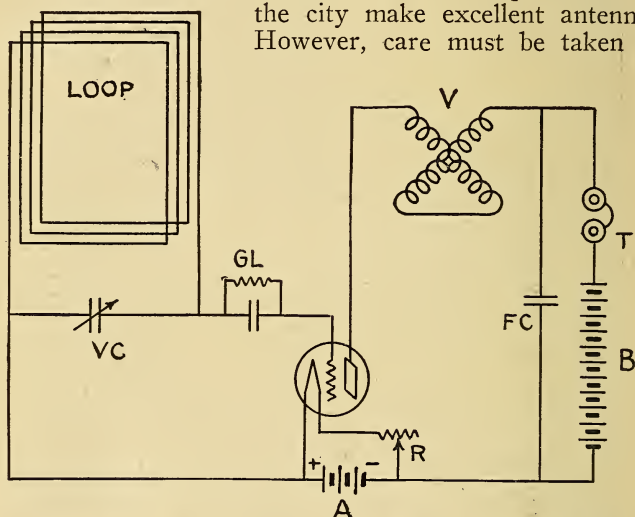 the city make excellent antenn
However, care must be taken
LOOP
V
GL
T
VC
FC
B
R
+ -
A